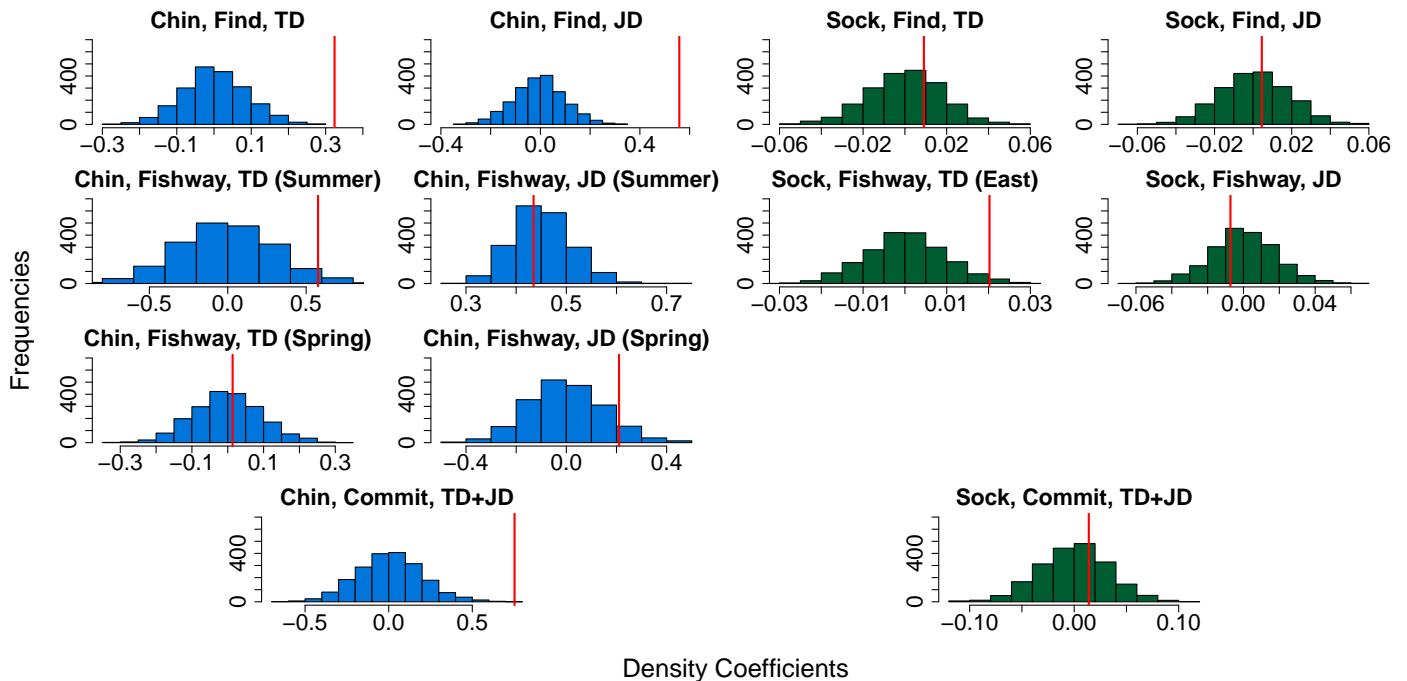 Chin, Find, TD
Chin, Find, JD
Sock, Find, TD
Sock, Find, JD
0 400
−0.3 −0.1 0.1 0.3
0 400
−0.4 0.0 0.4
0 400
−0.06 −0.02 0.02 0.06
0 400
−0.06 −0.02 0.02 0.06
Chin, Fishway, TD (Summer)
Chin, Fishway, JD (Summer)
Sock, Fishway, TD (East)
Sock, Fishway, JD
0 400
−0.5 0.0 0.5
0 400
0.3 0.5 0.7
0 400
−0.03 −0.01 0.01 0.03
0 400
−0.06 0.00 0.04
Frequencies
Chin, Fishway, TD (Spring)
Chin, Fishway, JD (Spring)
0 400
−0.3 −0.1 0.1 0.3
0 400
−0.4 0.0 0.4
Chin, Commit, TD+JD
Sock, Commit, TD+JD
0 400
−0.5 0.0 0.5
0 400
−0.10 0.00 0.10
Density Coefficients